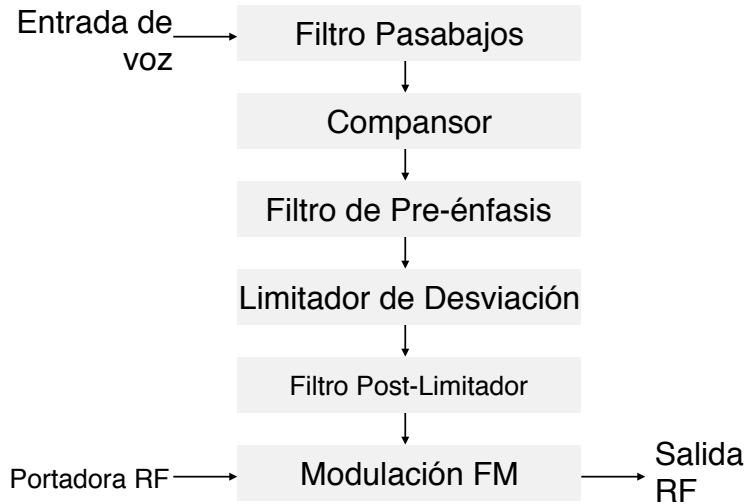 Entrada de
voz
Filtro Pasabajos
Compansor
Filtro de Pre-énfasis
Limitador de Desviación
Filtro Post-Limitador
Portadora RF
Modulación FM
Salida
RF